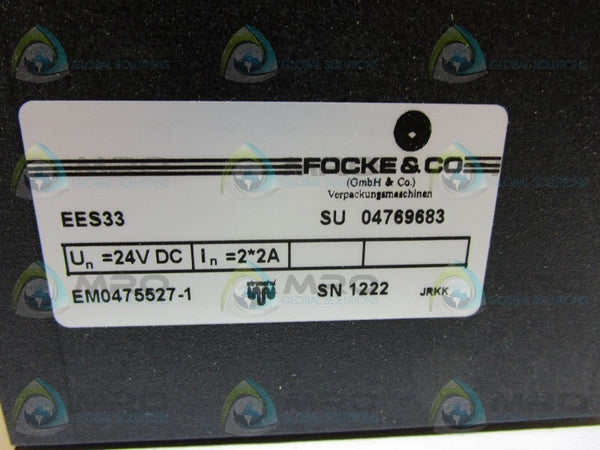 FOCKE & CO
(GmbH & Co.)
Verpackungsmaschinen
EES33 SU 04769683
Un =24V DC In =2*2A
EM0475527-1 SN 1222 JRKK
MRO
GLOBAL SOLUTIONS